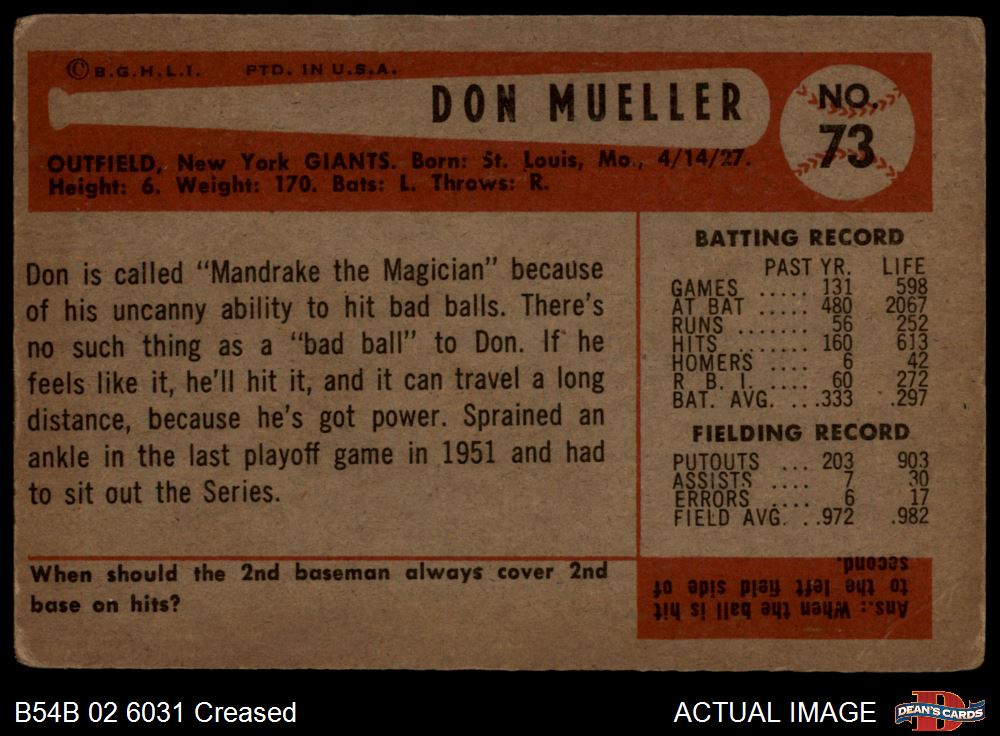 © B.G.H.L.I. PTD. IN U.S.A.
DON MUELLER
NO.
73
OUTFIELD, New York GIANTS. Born: St. Louis, Mo., 4/14/27.
Height: 6. Weight: 170. Bats: L. Throws: R.
Don is called “Mandrake the Magician” because
of his uncanny ability to hit bad balls. There’s
no such thing as a “bad ball” to Don. If he
feels like it, he’ll hit it, and it can travel a long
distance, because he’s got power. Sprained an
ankle in the last playoff game in 1951 and had
to sit out the Series.
When should the 2nd baseman always cover 2nd
base on hits?
BATTING RECORD
PAST YR. LIFE
GAMES ..... 131 598
AT BAT ..... 480 2067
RUNS ....... 56 252
HITS ....... 160 613
HOMERS .... 6 42
R. B. I. .... 60 272
BAT. AVG. ...333 .297
FIELDING RECORD
PUTOUTS ... 203 903
ASSISTS .... 7 30
ERRORS .... 6 17
FIELD AVG. ..972 .982
Ans.: When the ball is hit
to the left field side of
second.
B54B 02 6031 Creased
ACTUAL IMAGE
D
DEAN'S CARDS